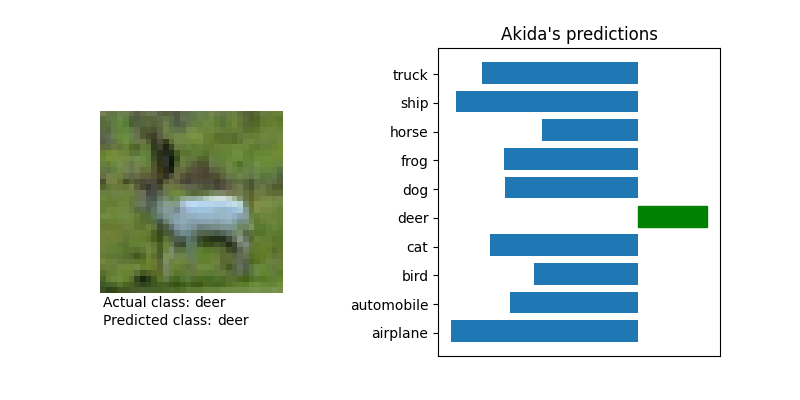 Akida's predictions
truck
ship
horse
frog
dog
deer
cat
bird
automobile
airplane
Actual class: deer
Predicted class: deer